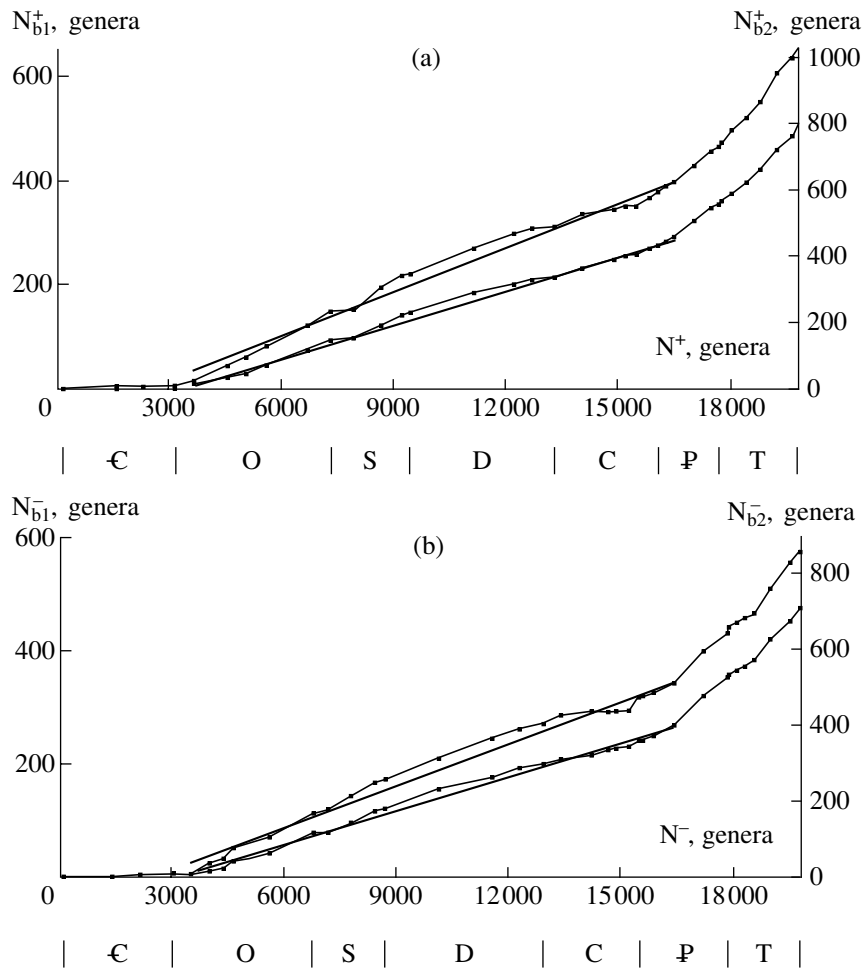 N⁺b1, genera N⁺b2, genera
(a)
1000
600
800
400
600
400
200
200
N⁺, genera
0
0 3000 6000 9000 12000 15000 18000
| Є | O | S | D | C | P | T |
N⁻b1, genera N⁻b2, genera
600
(b)
800
400
600
400
200
200
N⁻, genera
0
0 3000 6000 9000 12000 15000 18000
| Є | O | S | D | C | P | T |